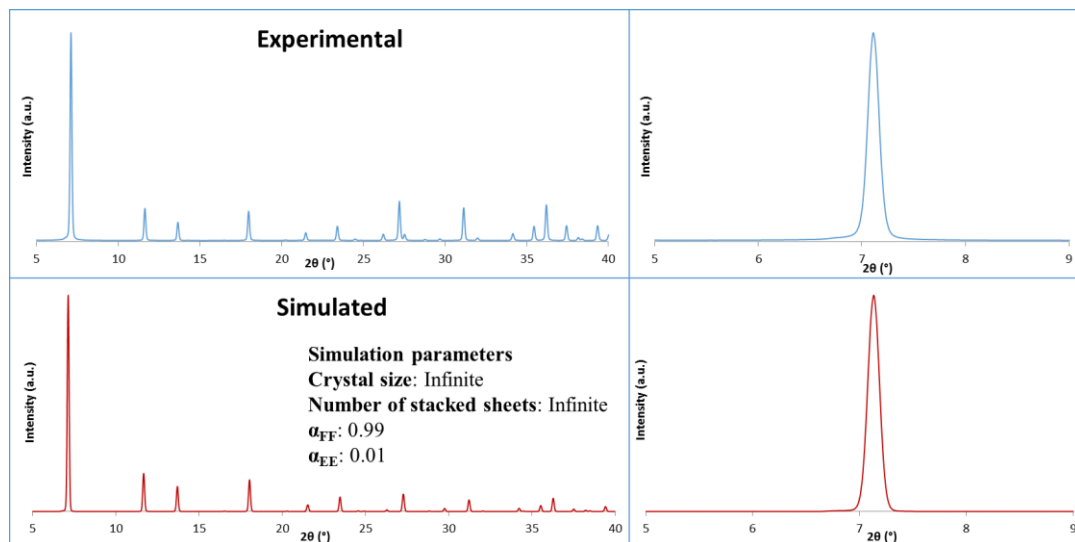 Experimental
Intensity (a.u.)
5 10 15 20 25 30 35 40
2θ (°)
Intensity (a.u.)
5 6 7 8 9
2θ (°)
Simulated
Simulation parameters
Crystal size: Infinite
Number of stacked sheets: Infinite
αFF: 0.99
αEE: 0.01
Intensity (a.u.)
5 10 15 20 25 30 35 40
2θ (°)
Intensity (a.u.)
5 6 7 8 9
2θ (°)